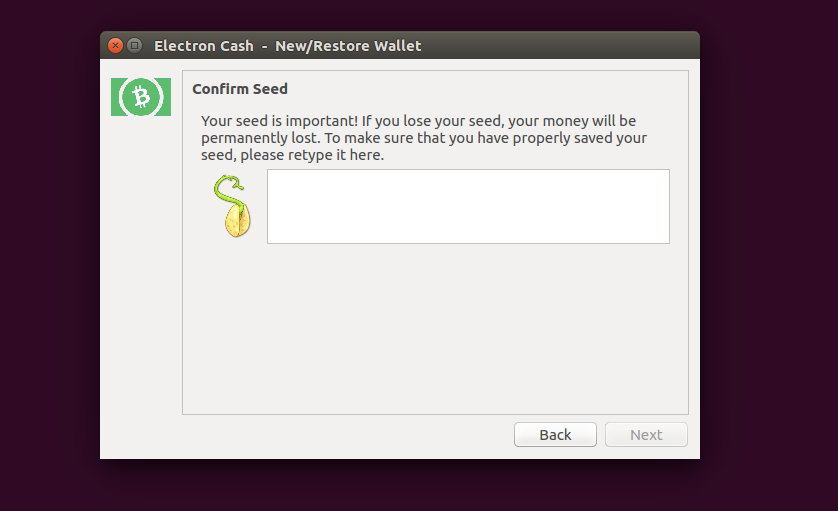 Electron Cash - New/Restore Wallet
Confirm Seed
Your seed is important! If you lose your seed, your money will be
permanently lost. To make sure that you have properly saved your
seed, please retype it here.
Back
Next